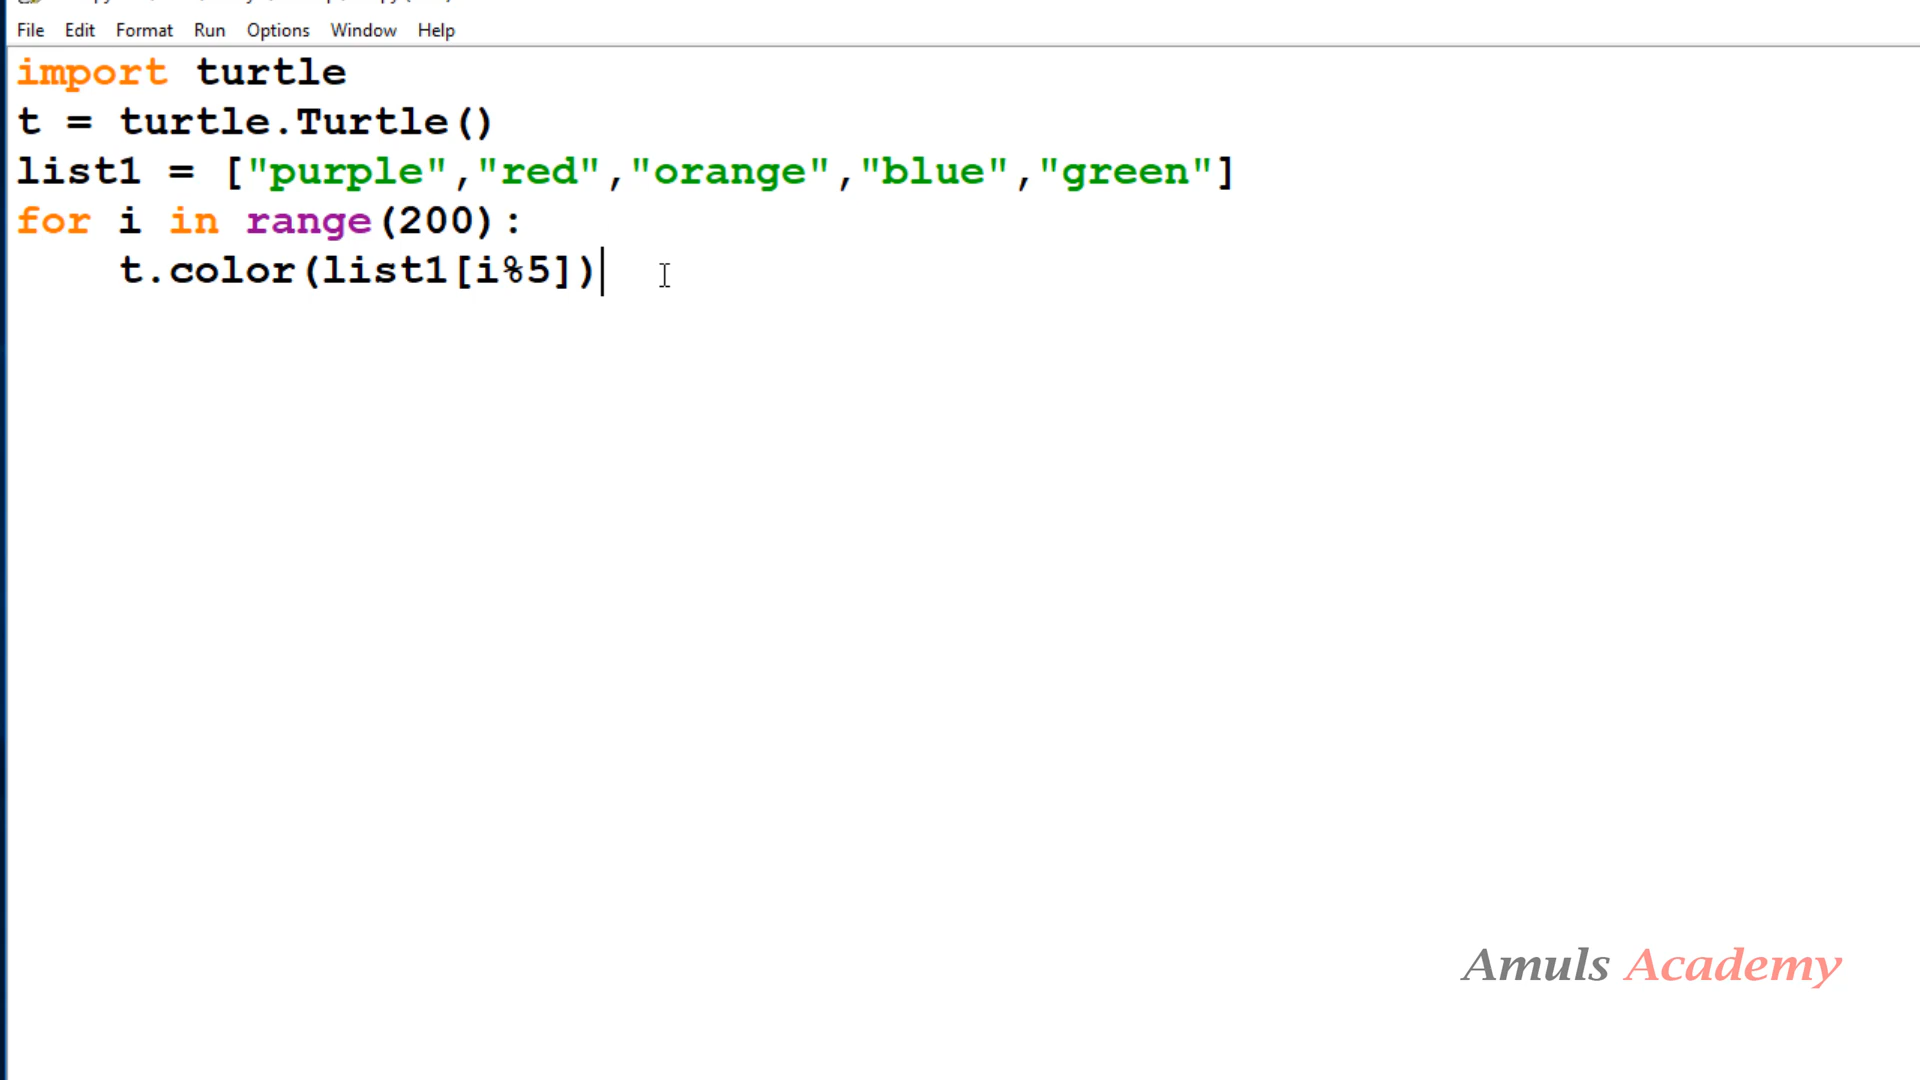 File Edit Format Run Options Window Help
import turtle
t = turtle.Turtle()
list1 = ["purple","red","orange","blue","green"]
for i in range(200):
    t.color(list1[i%5])
Amuls Academy